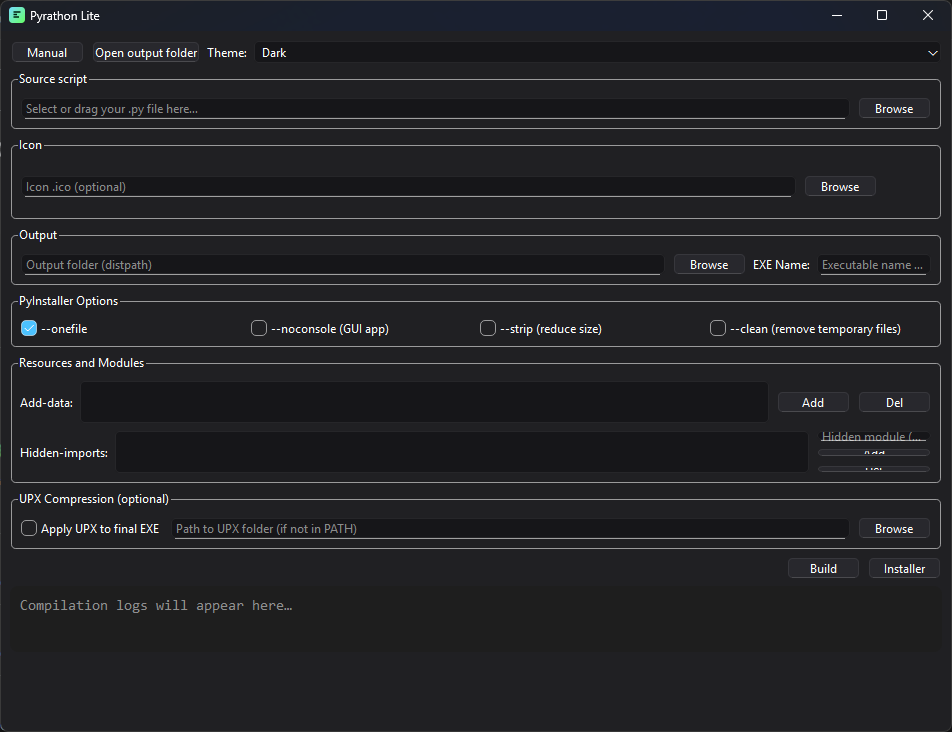 Pyrathon Lite
Manual Open output folder Theme: Dark
Source script
Select or drag your .py file here... Browse
Icon
Icon .ico (optional) Browse
Output
Output folder (distpath) Browse EXE Name: Executable name ...
PyInstaller Options
--onefile --noconsole (GUI app) --strip (reduce size) --clean (remove temporary files)
Resources and Modules
Add-data: Add Del
Hidden module (...
Hidden-imports: Add
UPX Compression (optional)
Apply UPX to final EXE Path to UPX folder (if not in PATH) Browse
Build Installer
Compilation logs will appear here…